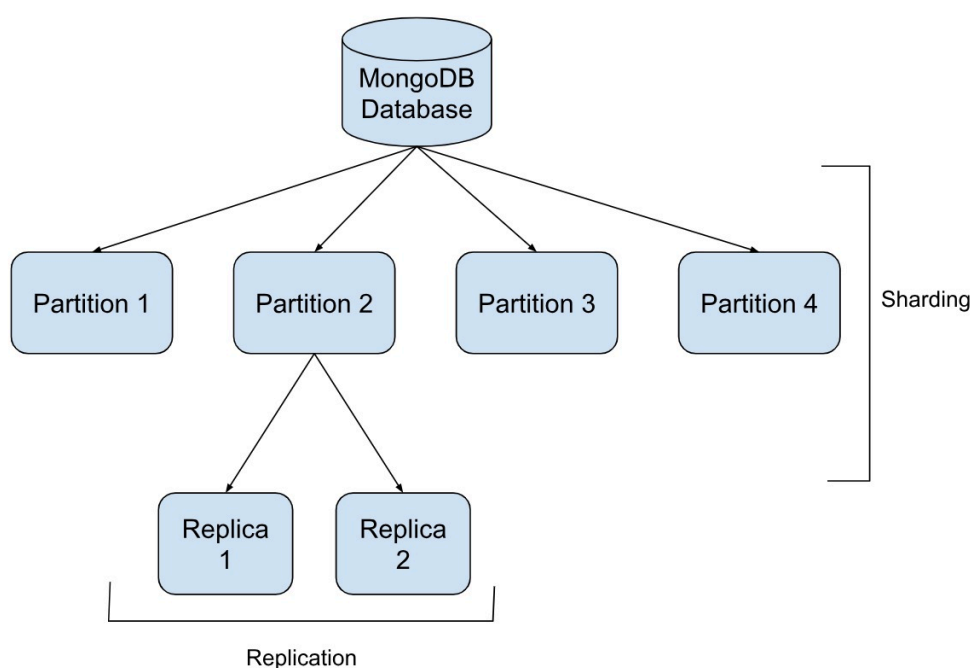 MongoDB
Database
Partition 1
Partition 2
Partition 3
Partition 4
Sharding
Replica
1
Replica
2
Replication